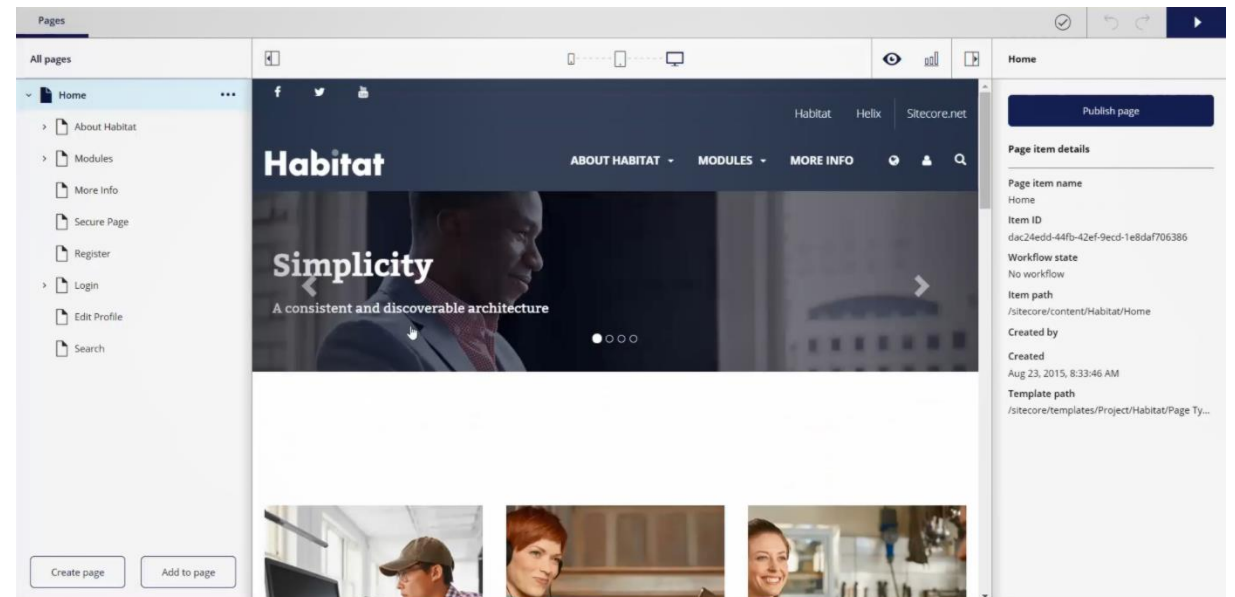 Pages
All pages
Home
Home
About Habitat
Modules
More Info
Secure Page
Register
Login
Edit Profile
Search
Create page
Add to page
Habitat
Helix
Sitecore.net
Habitat
ABOUT HABITAT
MODULES
MORE INFO
Simplicity
A consistent and discoverable architecture
Publish page
Page item details
Page item name
Home
Item ID
dac24edd-44fb-42ef-9ecd-1e8daf706386
Workflow state
No workflow
Item path
/sitecore/content/Habitat/Home
Created by
Created
Aug 23, 2015, 8:33:46 AM
Template path
/sitecore/templates/Project/Habitat/Page Ty...